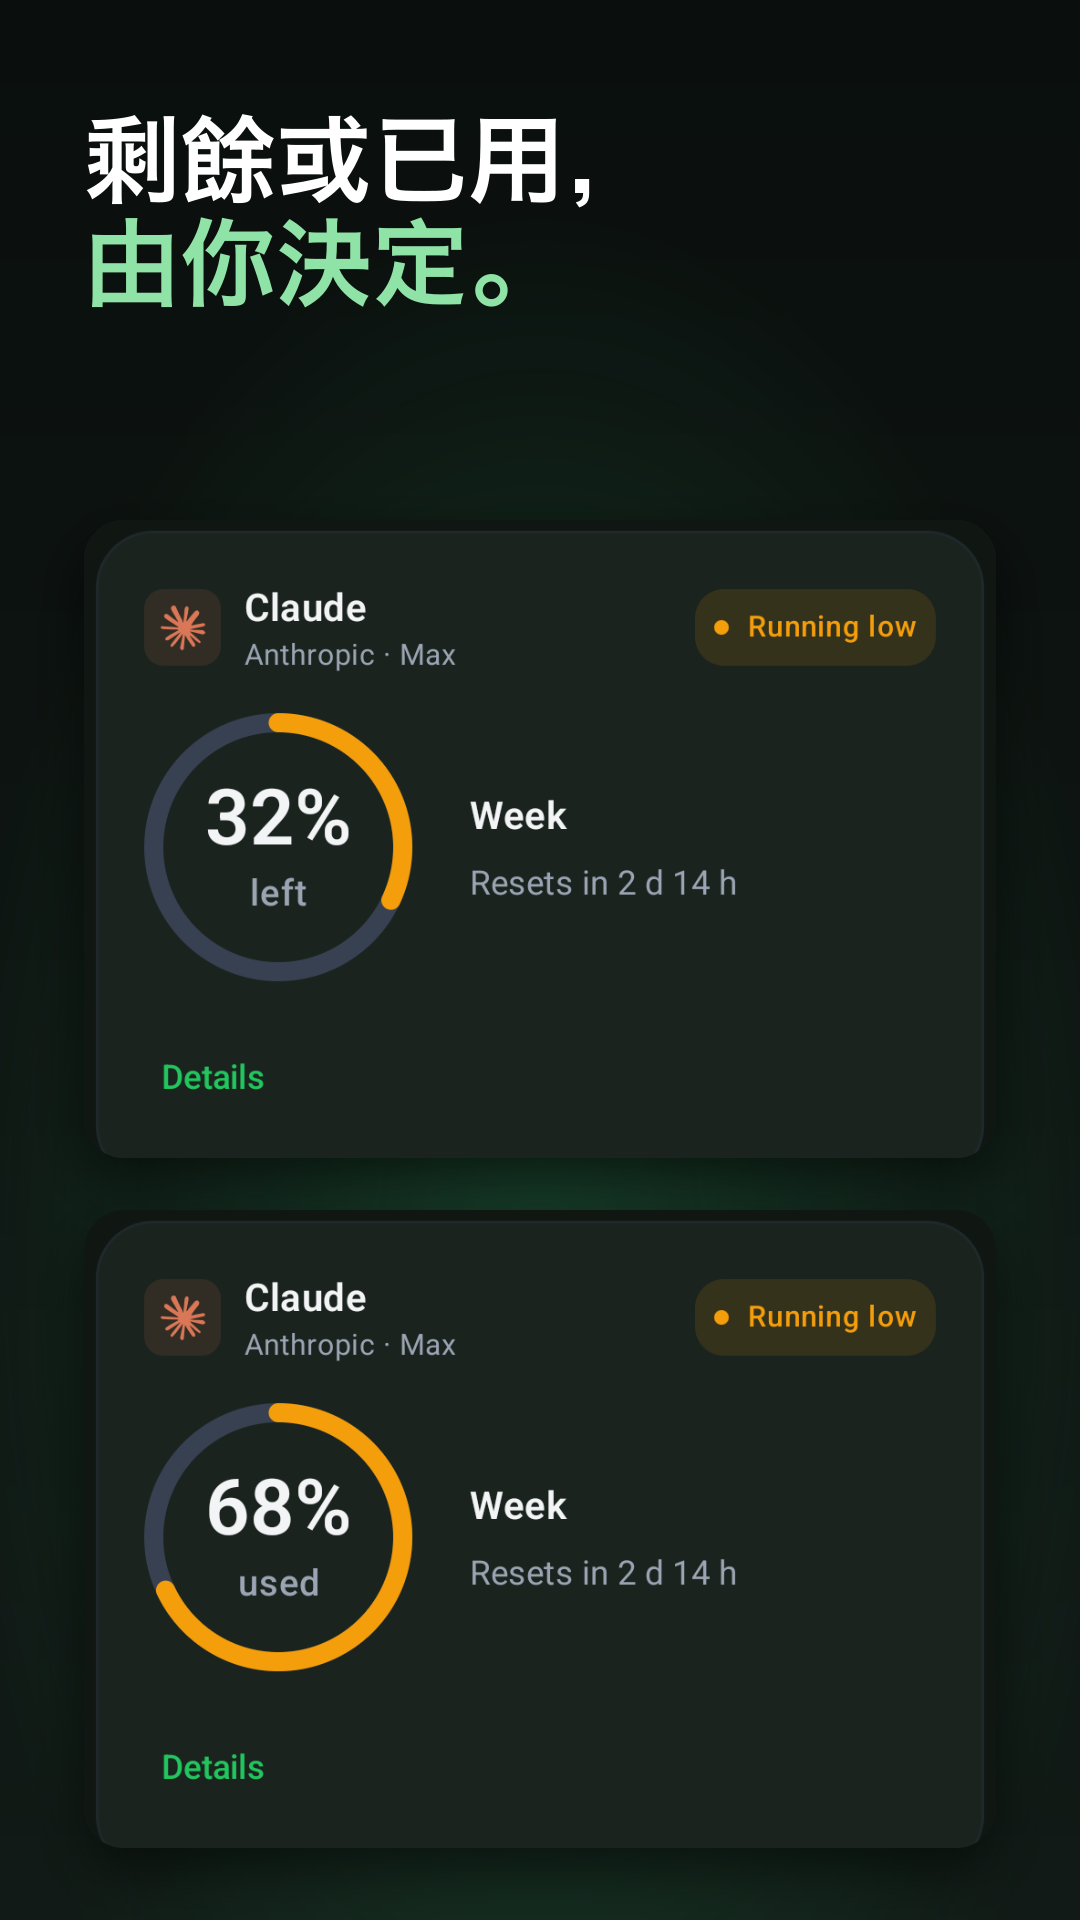 剩餘或已用，
由你決定。
Claude
Anthropic · Max
Running low
32%
left
Week
Resets in 2 d 14 h
Details
Claude
Anthropic · Max
Running low
68%
used
Week
Resets in 2 d 14 h
Details